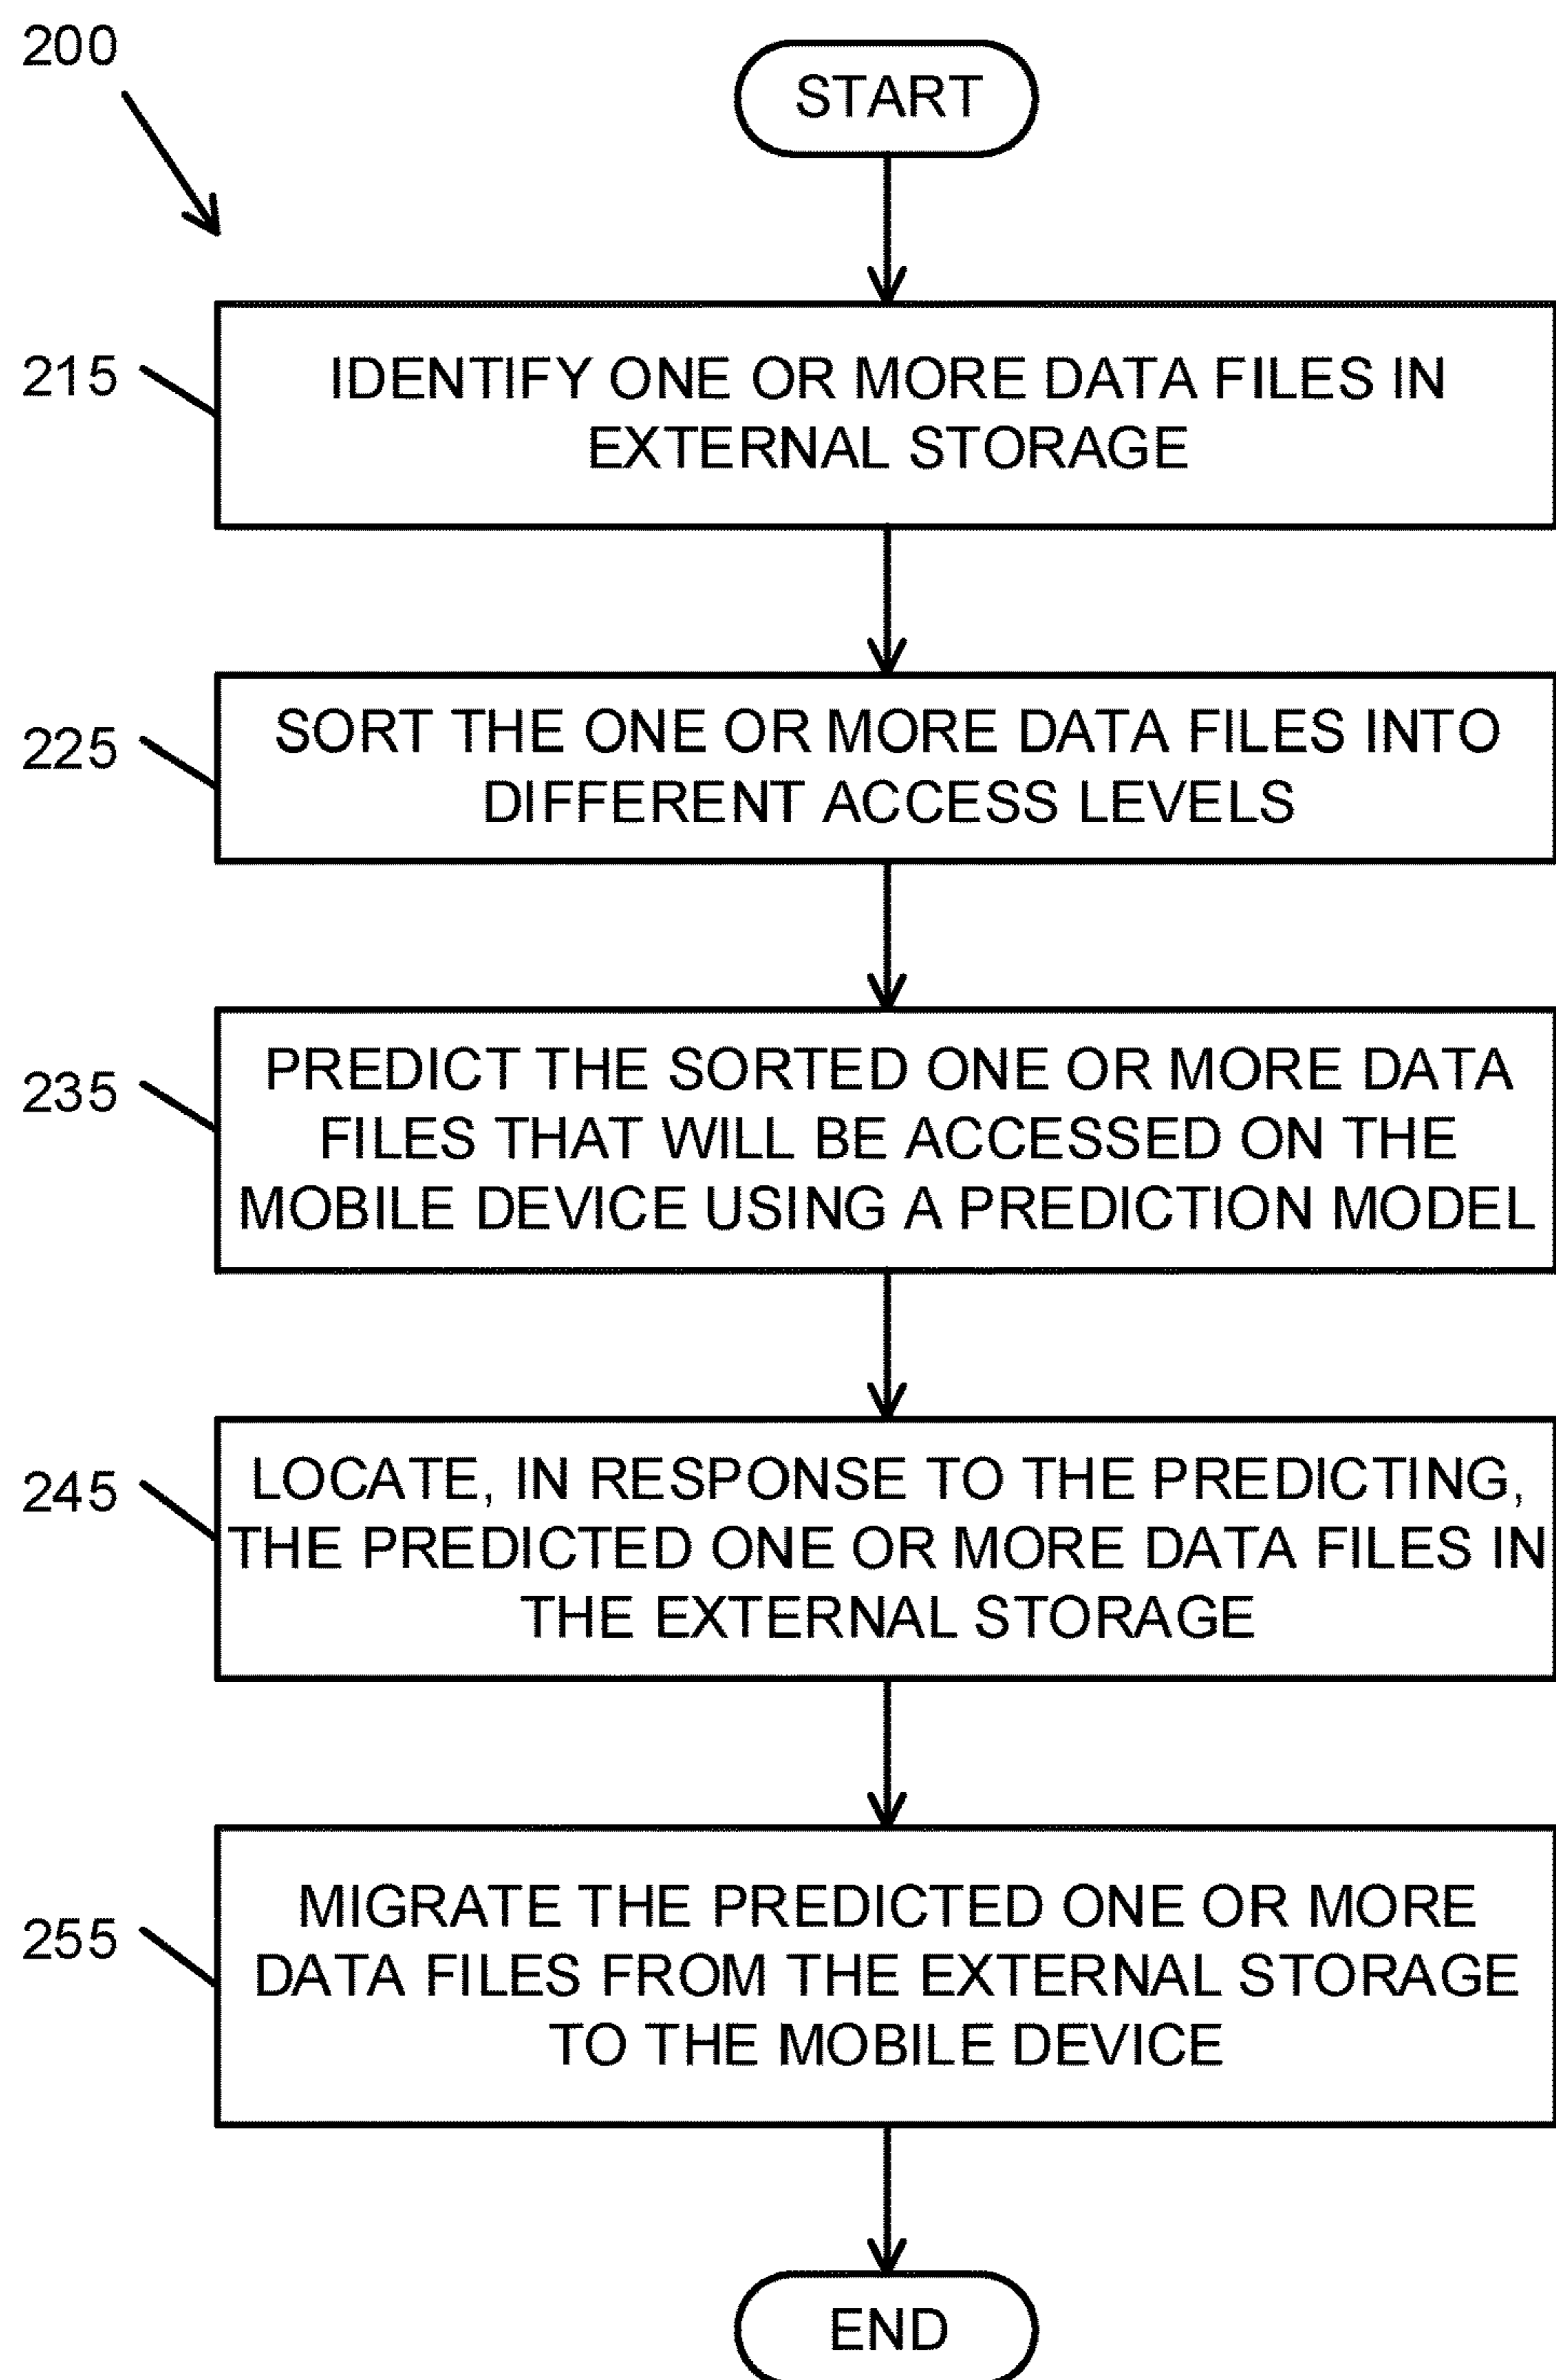 200
START
215
IDENTIFY ONE OR MORE DATA FILES IN
EXTERNAL STORAGE
225
SORT THE ONE OR MORE DATA FILES INTO
DIFFERENT ACCESS LEVELS
235
PREDICT THE SORTED ONE OR MORE DATA
FILES THAT WILL BE ACCESSED ON THE
MOBILE DEVICE USING A PREDICTION MODEL
245
LOCATE, IN RESPONSE TO THE PREDICTING,
THE PREDICTED ONE OR MORE DATA FILES IN
THE EXTERNAL STORAGE
255
MIGRATE THE PREDICTED ONE OR MORE
DATA FILES FROM THE EXTERNAL STORAGE
TO THE MOBILE DEVICE
END